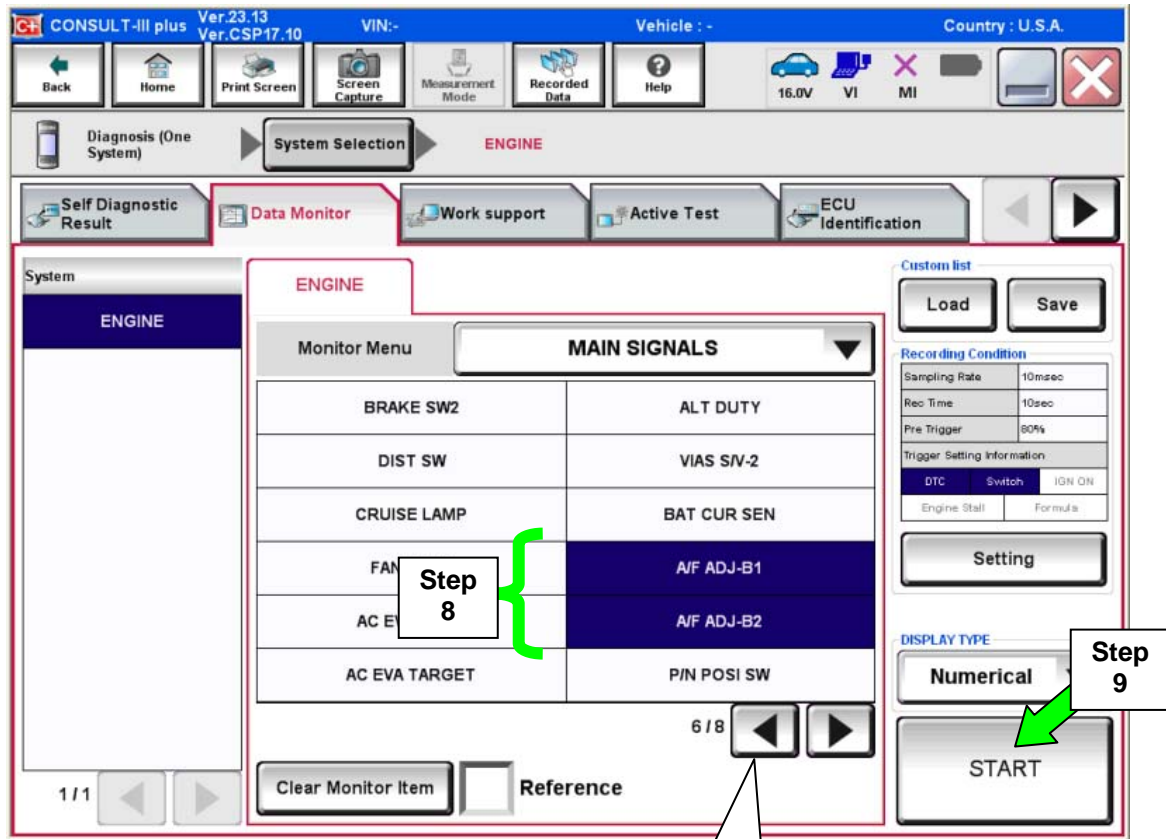 C+ CONSULT-III plus Ver.23.13 VIN:- Vehicle : - Country : U.S.A.
Ver.CSP17.10
Back
Home
Print Screen
Screen Capture
Measurement Mode
Recorded Data
Help
16.0V
VI
MI
Diagnosis (One System)
System Selection
ENGINE
Self Diagnostic Result
Data Monitor
Work support
Active Test
ECU Identification
System
ENGINE
1/1
ENGINE
Monitor Menu
MAIN SIGNALS
BRAKE SW2
ALT DUTY
DIST SW
VIAS S/V-2
CRUISE LAMP
BAT CUR SEN
FAN
A/F ADJ-B1
AC EV
A/F ADJ-B2
AC EVA TARGET
P/N POSI SW
Step 8
6/8
Clear Monitor Item
Reference
Custom list
Load
Save
Recording Condition
Sampling Rate 10msec
Rec Time 10sec
Pre Trigger 80%
Trigger Setting Information
DTC Switch IGN ON
Engine Stall Formula
Setting
DISPLAY TYPE
Numerical
Step 9
START